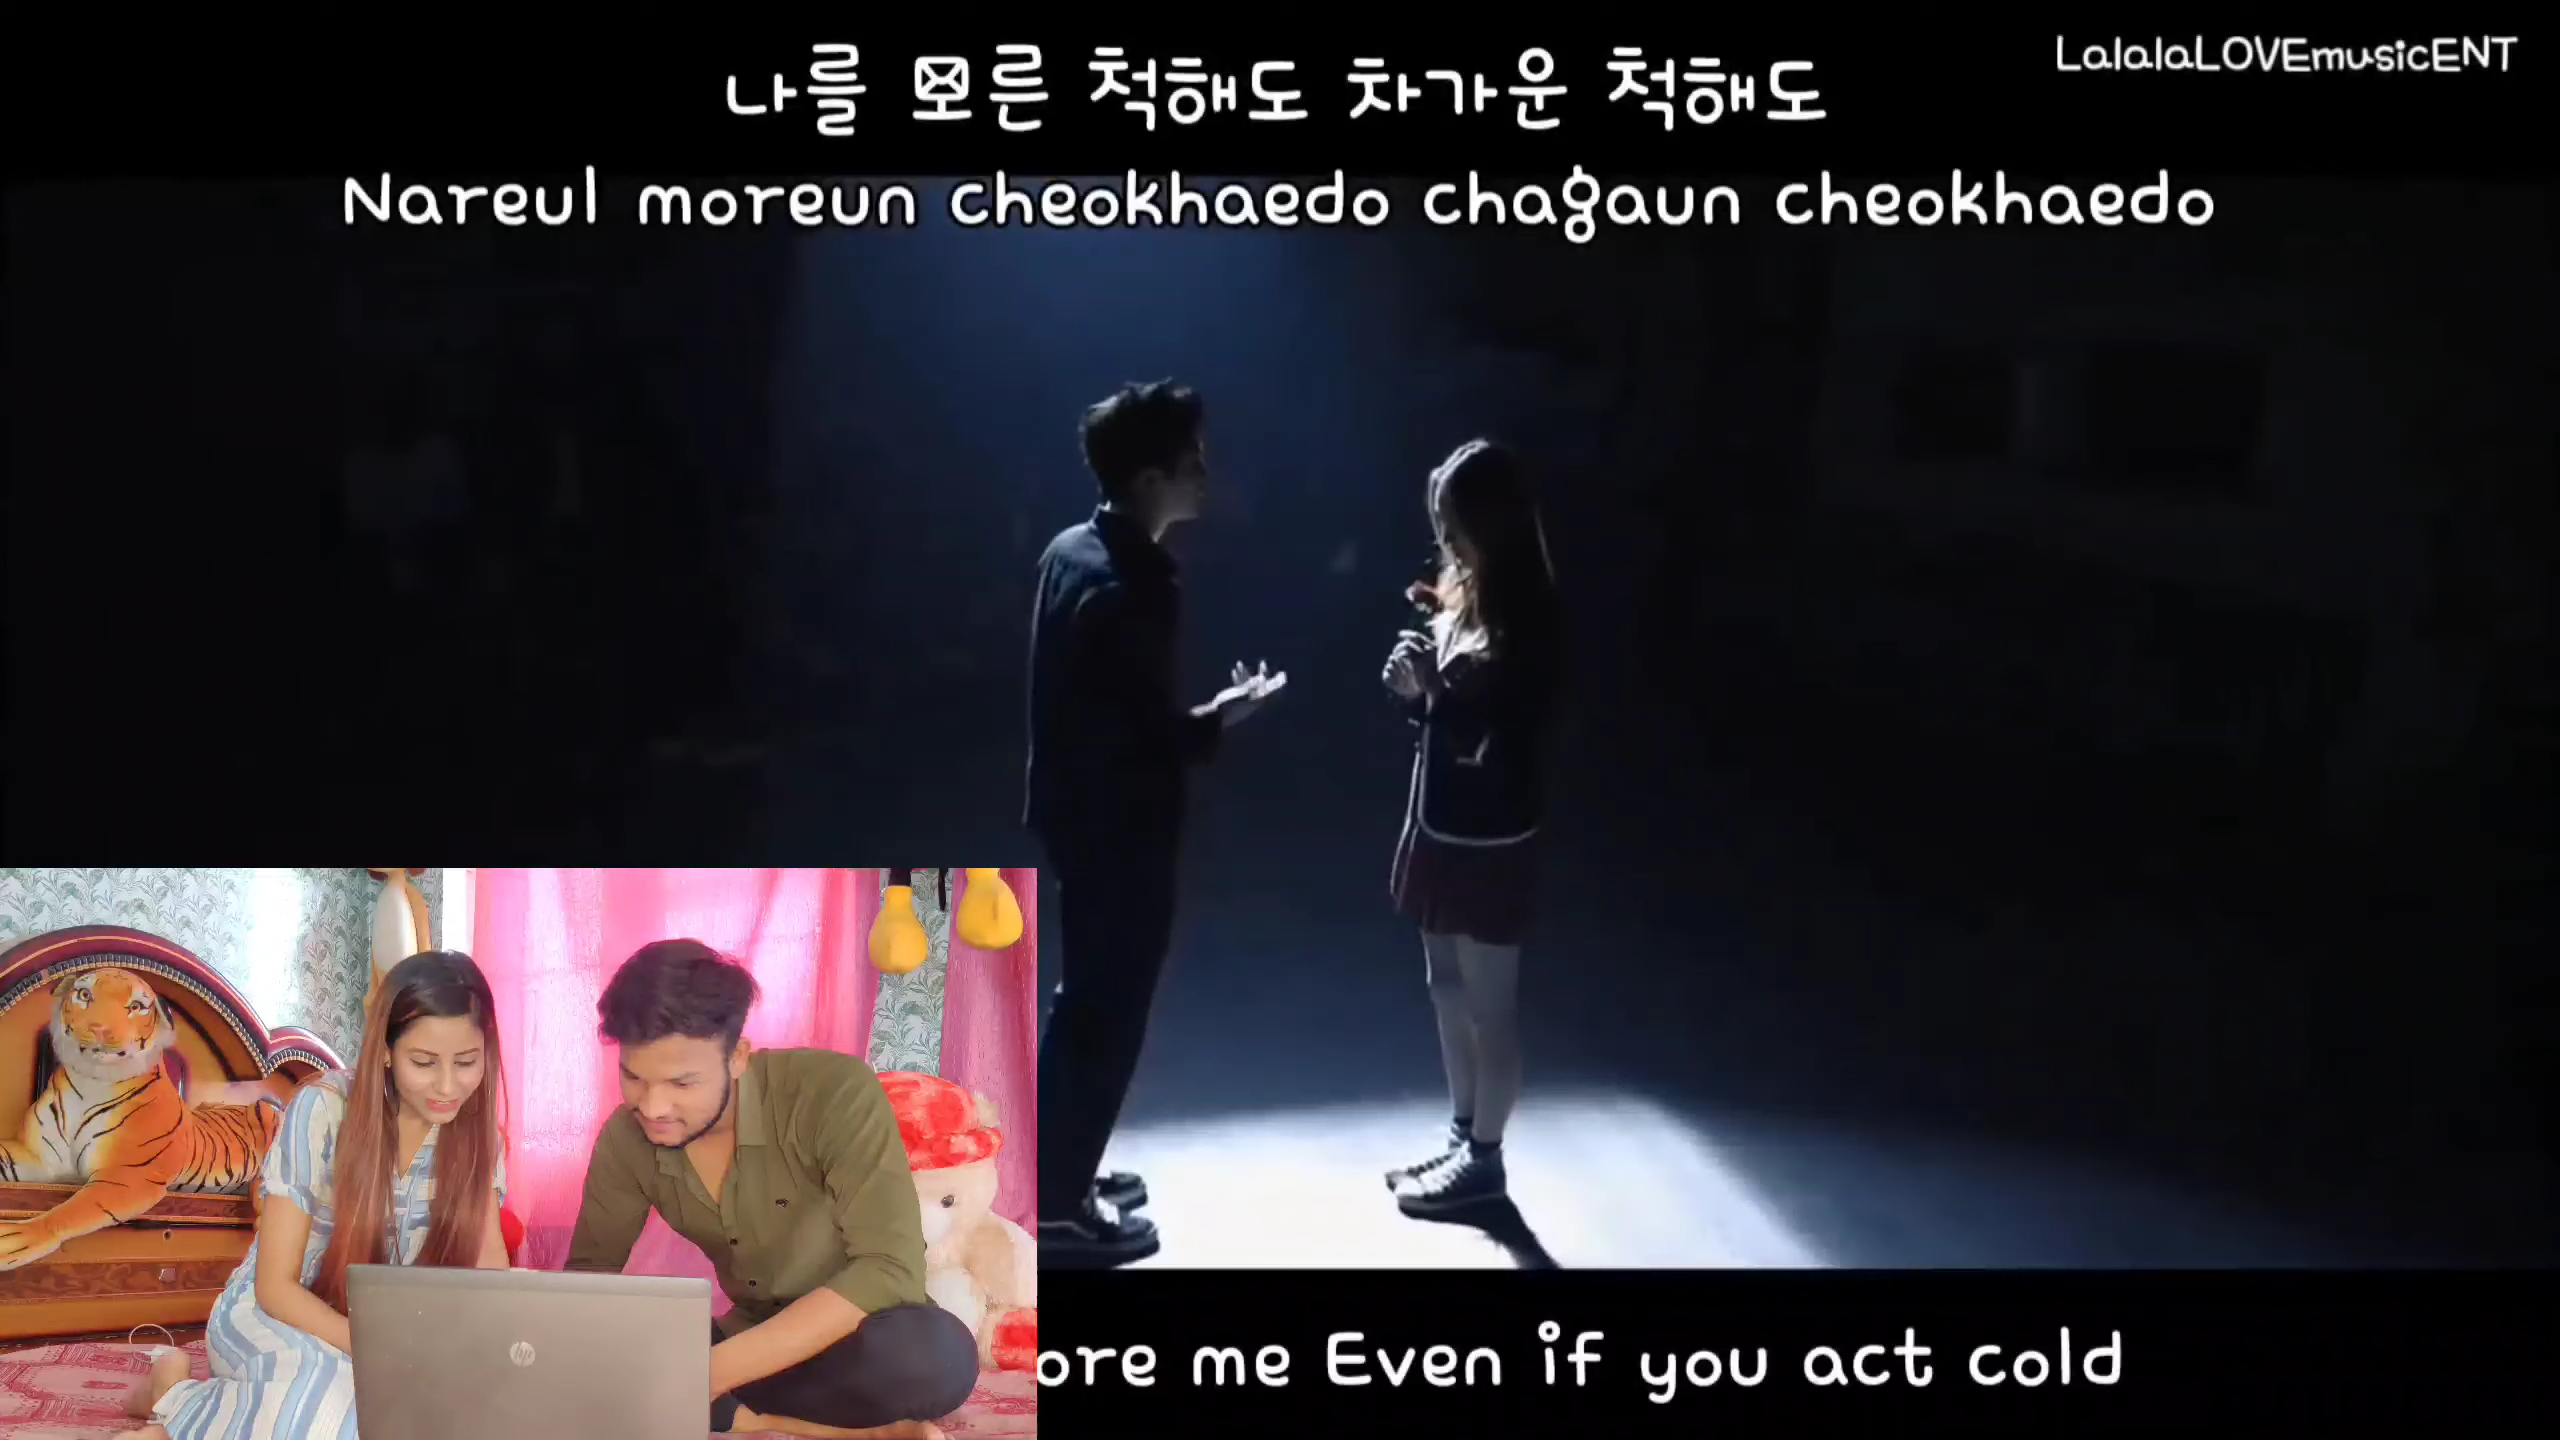 LalalaLOVEmusicENT
나를 모른 척해도 차가운 척해도
Nareul moreun cheokhaedo chagaun cheokhaedo
ore me Even if you act cold
hp